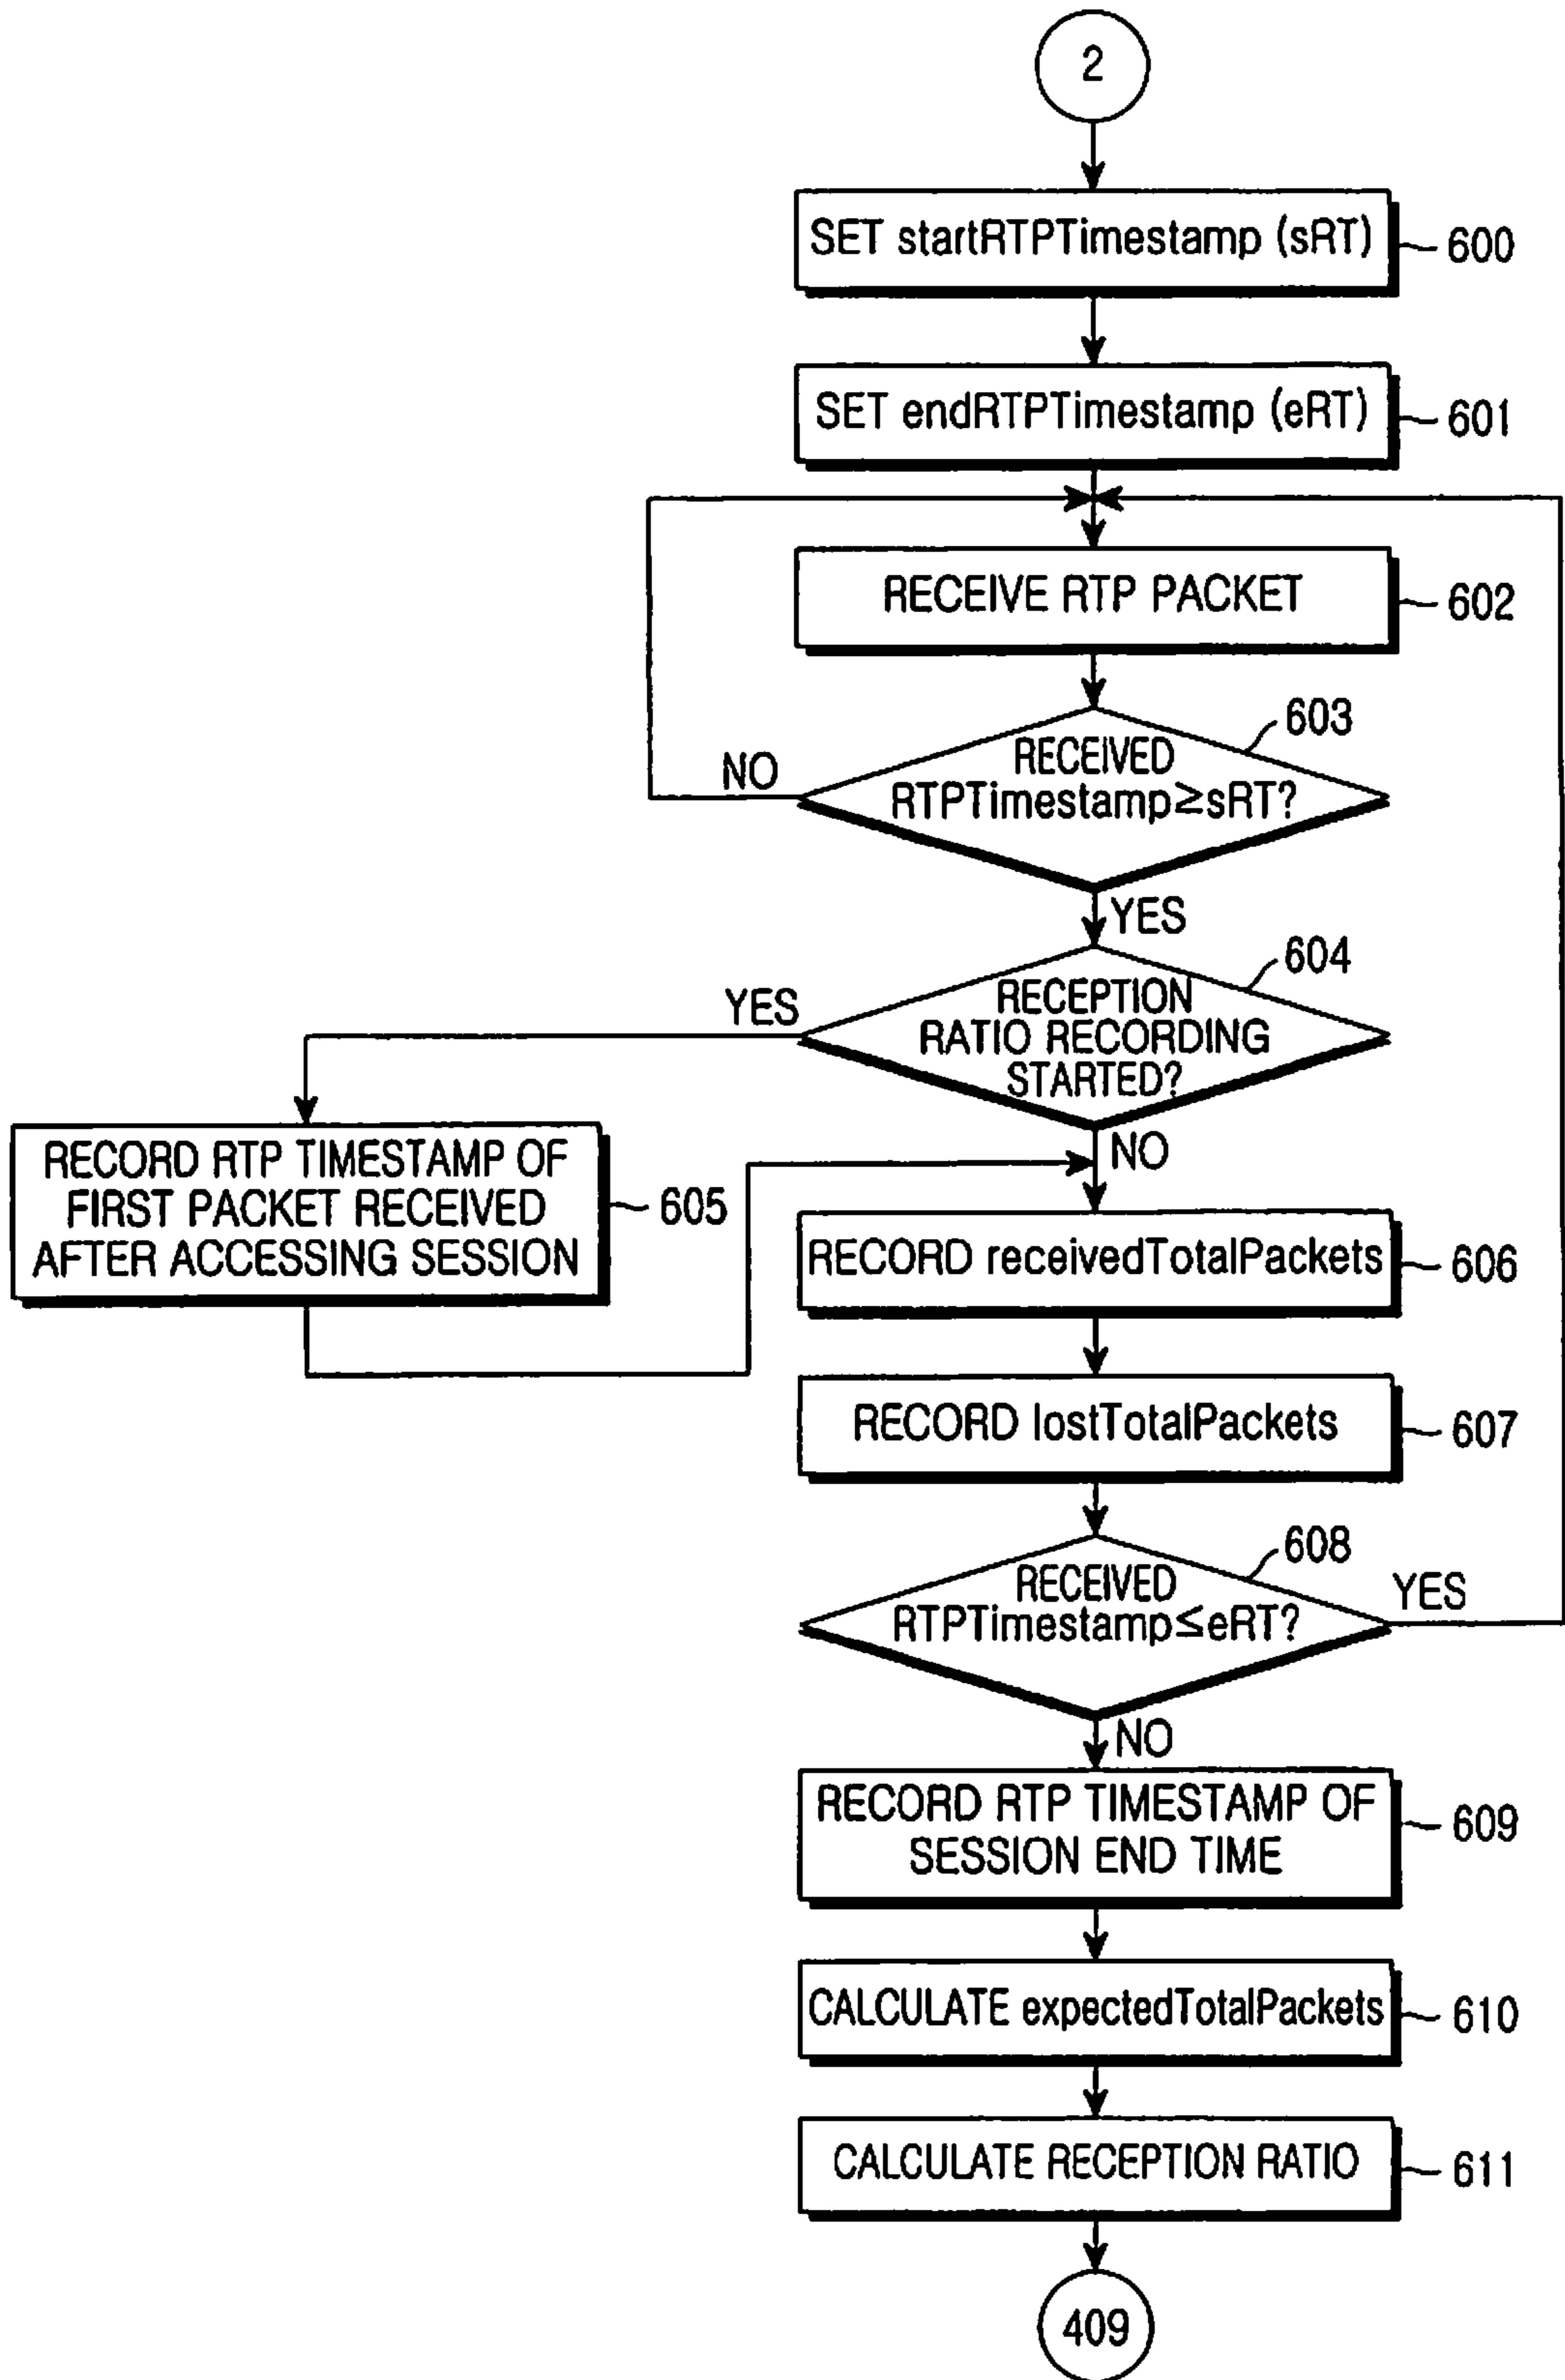 2
SET startRTPTimestamp (sRT)
600
SET endRTPTimestamp (eRT)
601
RECEIVE RTP PACKET
602
603
RECEIVED
RTPTimestamp≥sRT?
NO
YES
604
RECEPTION
RATIO RECORDING
STARTED?
YES
NO
RECORD RTP TIMESTAMP OF
FIRST PACKET RECEIVED
AFTER ACCESSING SESSION
605
RECORD receivedTotalPackets
606
RECORD lostTotalPackets
607
608
RECEIVED
RTPTimestamp≤eRT?
YES
NO
RECORD RTP TIMESTAMP OF
SESSION END TIME
609
CALCULATE expectedTotalPackets
610
CALCULATE RECEPTION RATIO
611
409